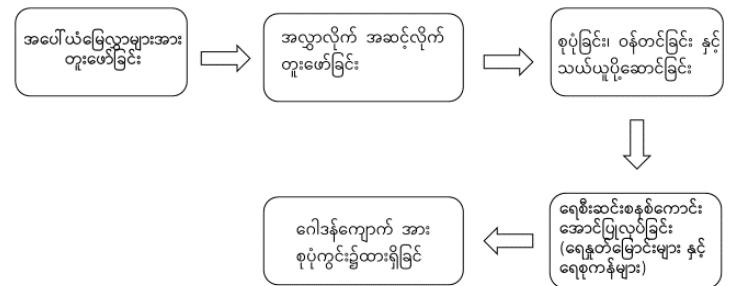 အပေါ်ယံမြေလွှာများအား
တူးဖော်ခြင်း
အလွှာလိုက် အဆင့်လိုက်
တူးဖော်ခြင်း
စုပုံခြင်း၊ ဝန်တင်ခြင်း နှင့်
သယ်ယူပို့ဆောင်ခြင်း
ရေစီးဆင်းစနစ်ကောင်း
အောင်ပြုလုပ်ခြင်း
(ရေနှုတ်မြောင်းများ နှင့်
ရေစုကန်များ)
ဂေါဒန်ကျောက် အား
စုပုံကွင်း၌ထားရှိခြင်